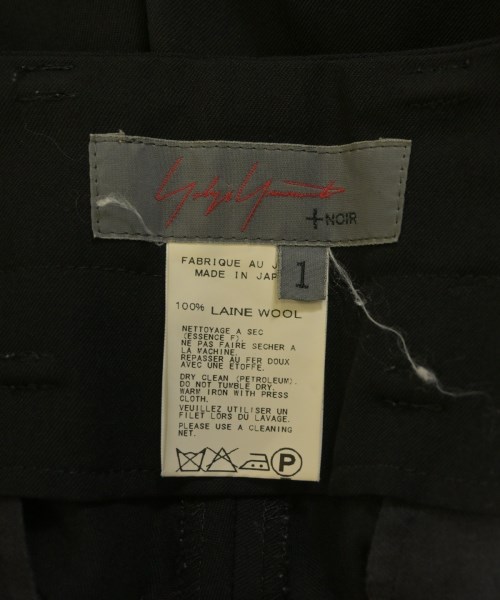 Yohji Yamamoto
+NOIR
1
FABRIQUE AU J
MADE IN JAP
100% LAINE WOOL
NETTOYAGE A SEC
(ESSENCE F).
NE PAS FAIRE SECHER A
LA MACHINE.
REPASSER AU FER DOUX
AVEC UNE ETOFFE.
DRY CLEAN (PETROLEUM).
DO NOT TUMBLE DRY.
WARM IRON WITH PRESS
CLOTH.
VEUILLEZ UTILISER UN
FILET LORS DU LAVAGE.
PLEASE USE A CLEANING
NET.
P